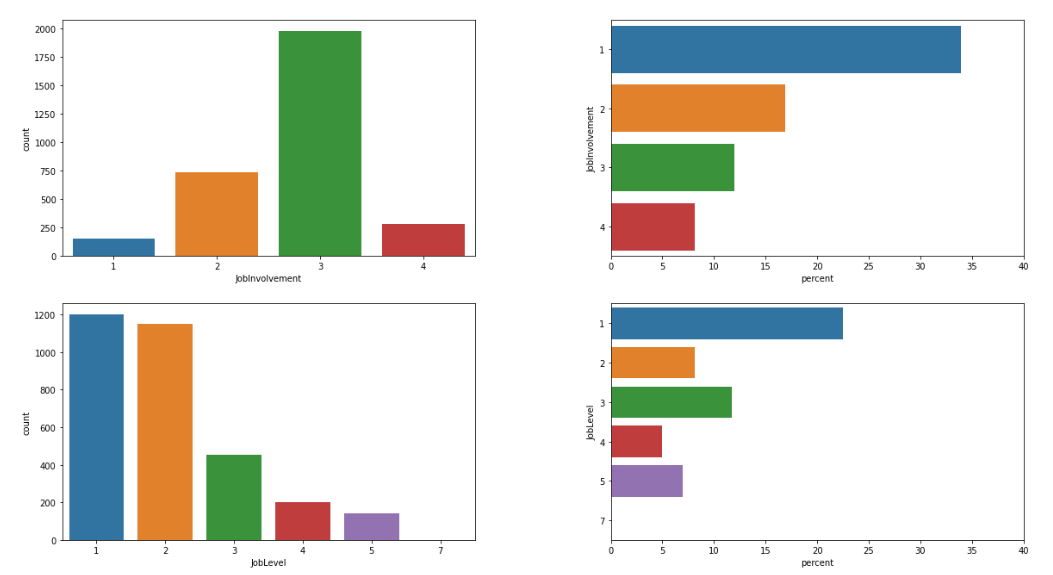 2000
1750
1500
1250
1000
750
500
250
0
count
1 2 3 4
JobInvolvement
JobInvolvement
1
2
3
4
0 5 10 15 20 25 30 35 40
percent
1200
1000
800
600
400
200
0
count
1 2 3 4 5 7
JobLevel
JobLevel
1
2
3
4
5
7
0 5 10 15 20 25 30 35 40
percent